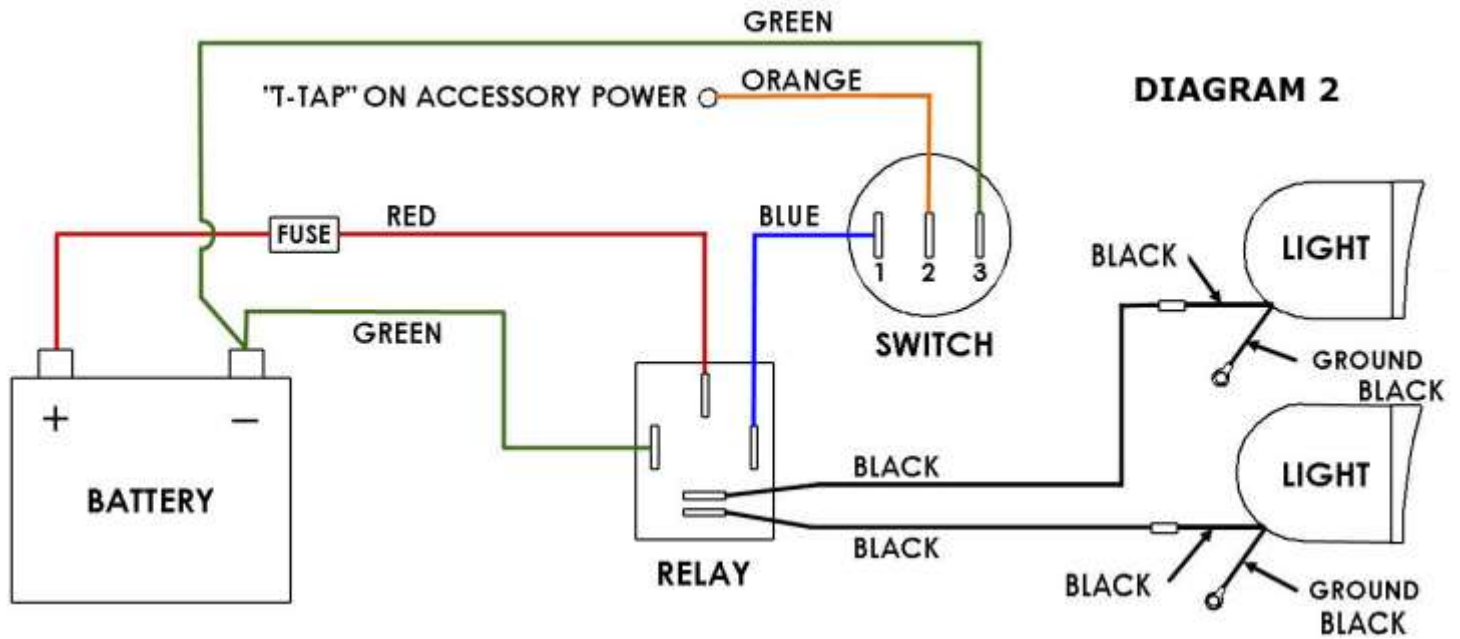 GREEN
"T-TAP" ON ACCESSORY POWER
ORANGE
DIAGRAM 2
RED
FUSE
BLUE
1 2 3
SWITCH
BLACK
LIGHT
GROUND
BLACK
GREEN
+ −
BATTERY
RELAY
BLACK
BLACK
LIGHT
BLACK
GROUND
BLACK